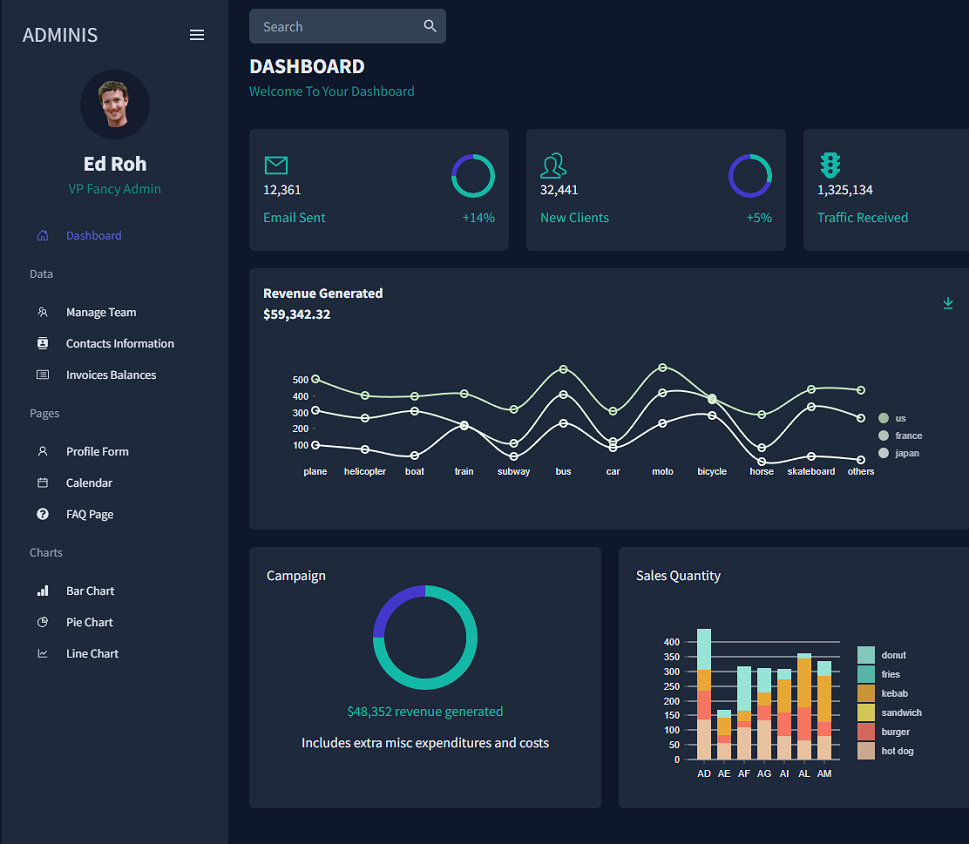 ADMINIS
Ed Roh
VP Fancy Admin
Dashboard
Data
Manage Team
Contacts Information
Invoices Balances
Pages
Profile Form
Calendar
FAQ Page
Charts
Bar Chart
Pie Chart
Line Chart
Search
DASHBOARD
Welcome To Your Dashboard
12,361
Email Sent +14%
32,441
New Clients +5%
1,325,134
Traffic Received
Revenue Generated
$59,342.32
500
400
300
200
100
plane helicopter boat train subway bus car moto bicycle horse skateboard others
us
france
japan
Campaign
$48,352 revenue generated
Includes extra misc expenditures and costs
Sales Quantity
400
350
300
250
200
150
100
50
0
AD AE AF AG AI AL AM
donut
fries
kebab
sandwich
burger
hot dog